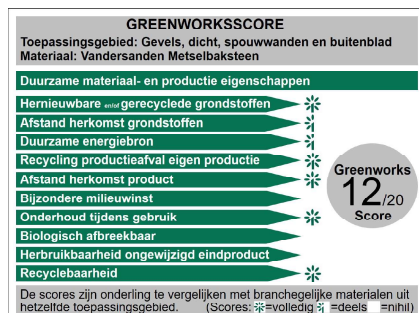 GREENWORKSSCORE
Toepassingsgebied: Gevels, dicht, spouwwanden en buitenblad
Materiaal: Vandersanden Metselbaksteen
Duurzame materiaal- en productie eigenschappen
Hernieuwbare en/of gerecyclede grondstoffen
Afstand herkomst grondstoffen
Duurzame energiebron
Recycling productieafval eigen productie
Afstand herkomst product
Bijzondere milieuwinst
Onderhoud tijdens gebruik
Biologisch afbreekbaar
Herbruikbaarheid ongewijzigd eindproduct
Recyclebaarheid
Greenworks
12/20
Score
De scores zijn onderling te vergelijken met branchegelijke materialen uit
hetzelfde toepassingsgebied. (Scores: =volledig =deels =nihil)